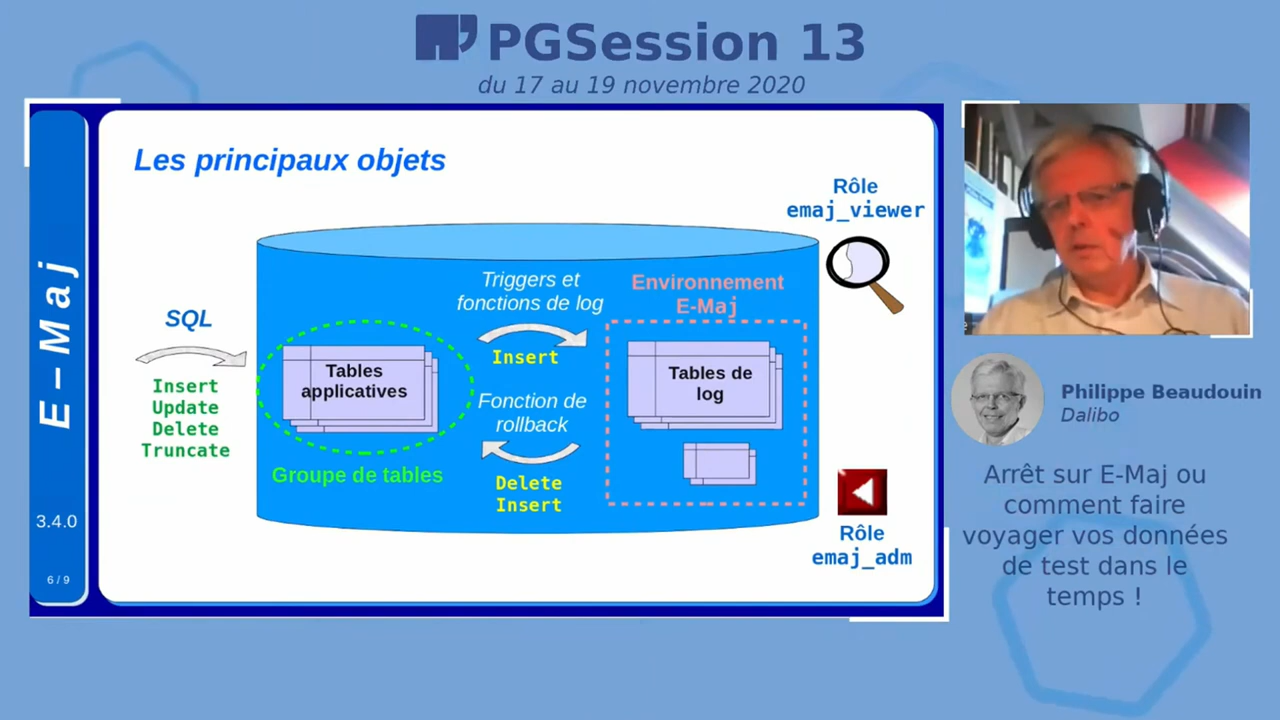 PGSession 13
du 17 au 19 novembre 2020
E-Maj
3.4.0
6 / 9
Les principaux objets
Rôle
emaj_viewer
Triggers et
fonctions de log
Environnement
E-Maj
SQL
Insert
Update
Delete
Truncate
Tables
applicatives
Insert
Tables de
log
Fonction de
rollback
Groupe de tables
Delete
Insert
Rôle
emaj_adm
Philippe Beaudouin
Dalibo
Arrêt sur E-Maj ou
comment faire
voyager vos données
de test dans le
temps !